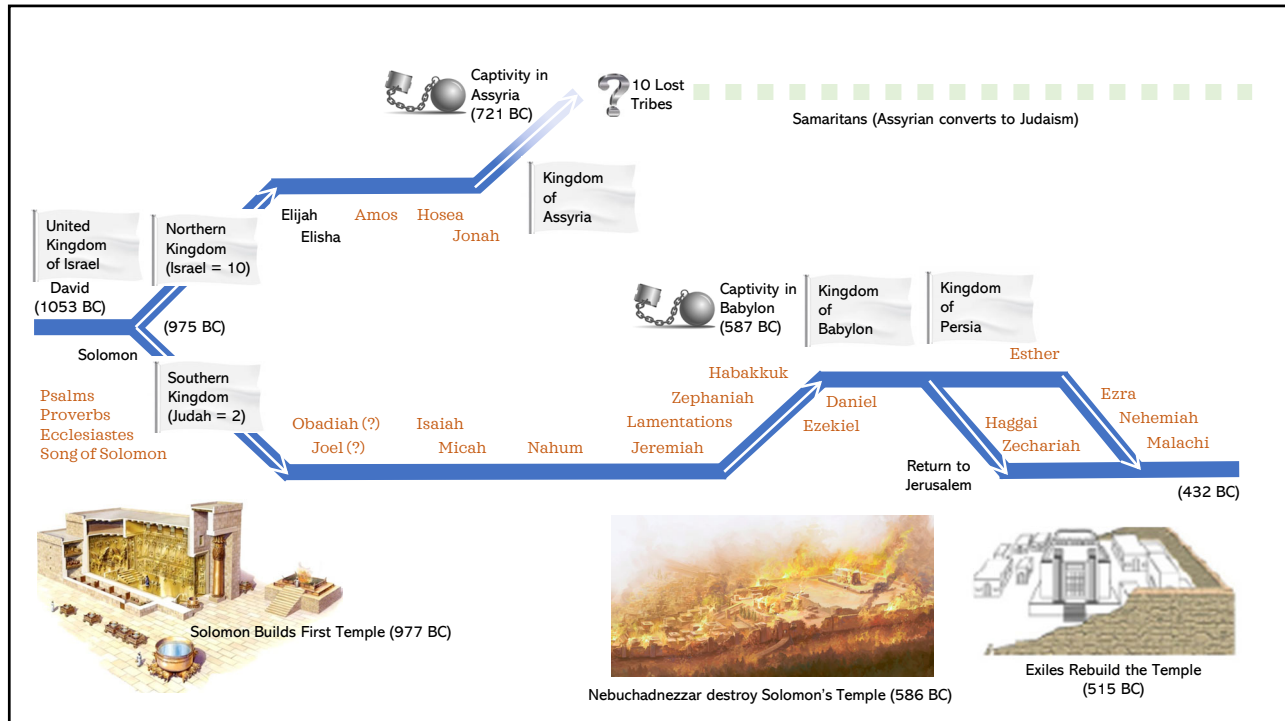 Captivity in
Assyria
(721 BC)
10 Lost
Tribes
Samaritans (Assyrian converts to Judaism)
United
Kingdom
of Israel
Northern
Kingdom
(Israel = 10)
Elijah
Elisha
Amos
Hosea
Jonah
Kingdom
of
Assyria
David
(1053 BC)
(975 BC)
Solomon
Southern
Kingdom
(Judah = 2)
Psalms
Proverbs
Ecclesiastes
Song of Solomon
Obadiah (?)
Joel (?)
Isaiah
Micah
Nahum
Habakkuk
Zephaniah
Lamentations
Jeremiah
Captivity in
Babylon
(587 BC)
Kingdom
of
Babylon
Kingdom
of
Persia
Daniel
Ezekiel
Esther
Haggai
Zechariah
Ezra
Nehemiah
Malachi
Return to
Jerusalem
(432 BC)
Solomon Builds First Temple (977 BC)
Nebuchadnezzar destroy Solomon's Temple (586 BC)
Exiles Rebuild the Temple
(515 BC)